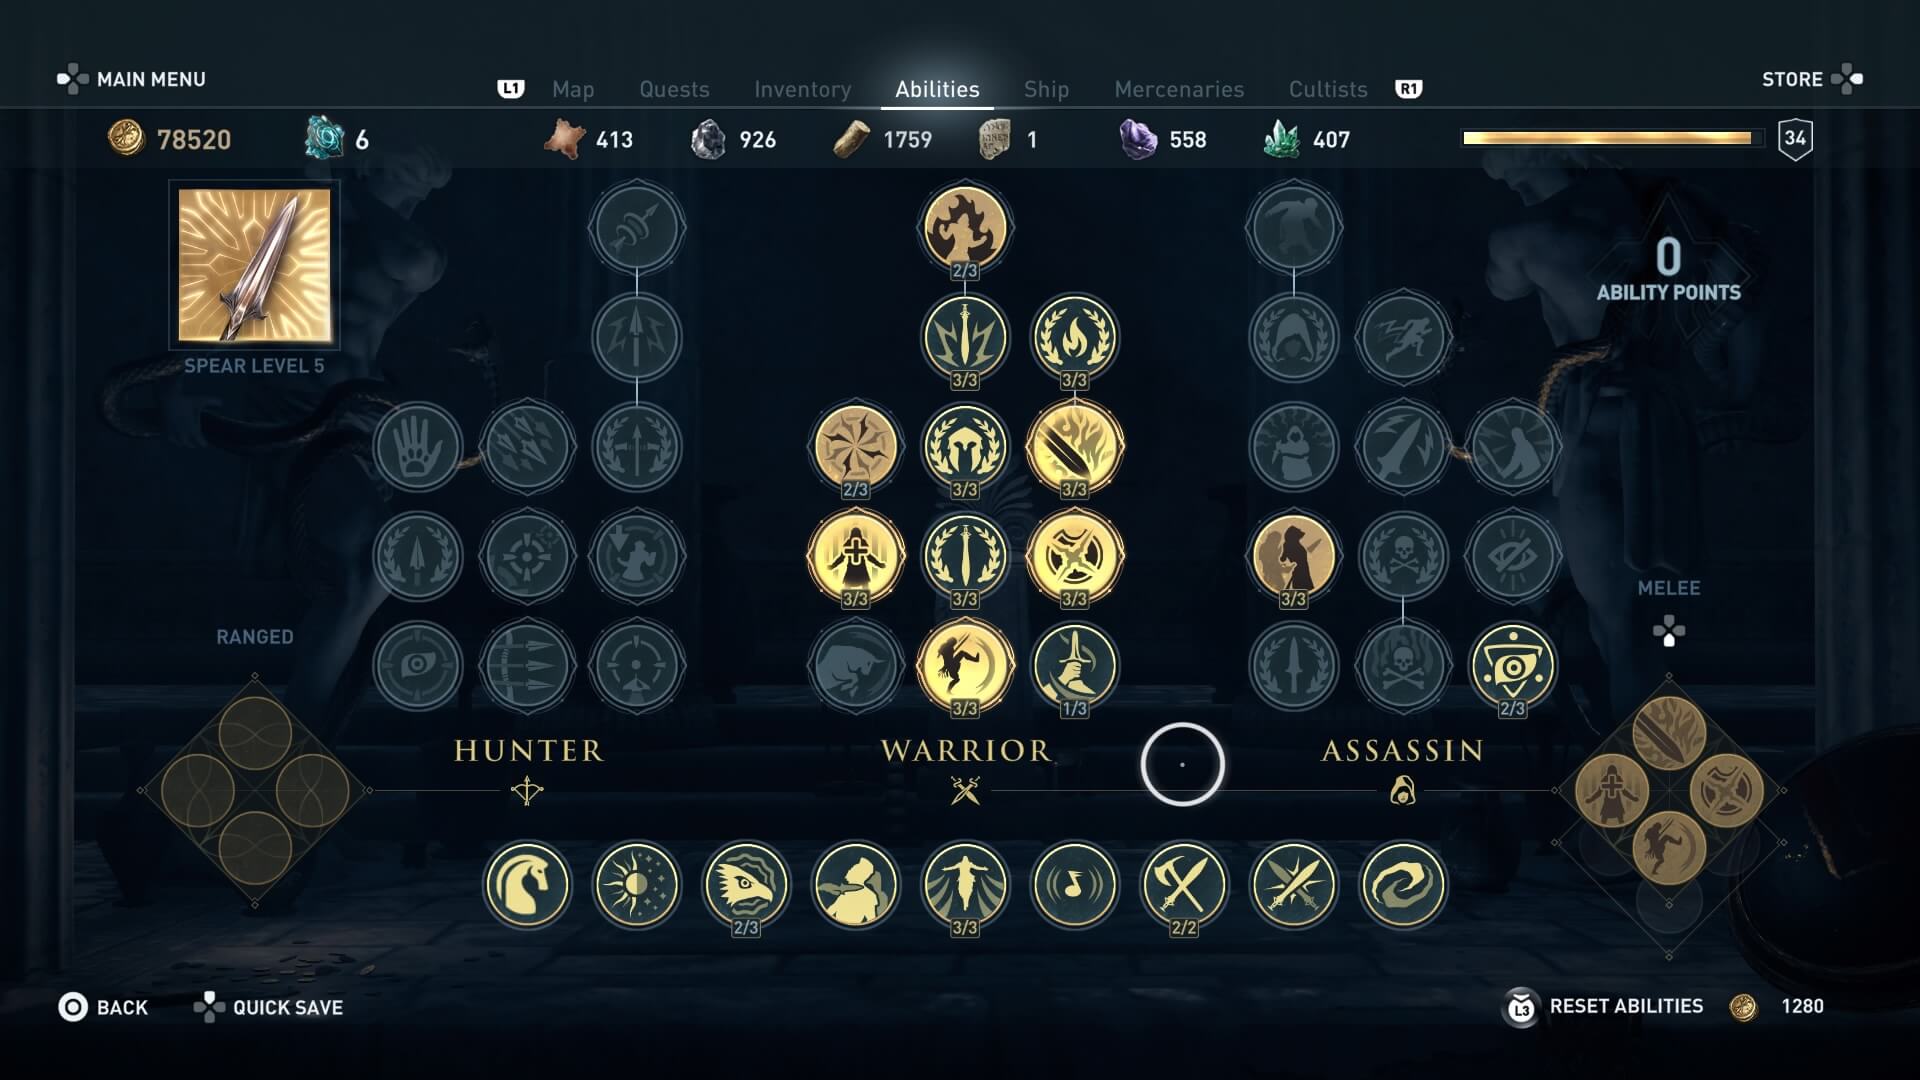 MAIN MENU
L1 Map Quests Inventory Abilities Ship Mercenaries Cultists R1
STORE
78520 6 413 926 1759 1 558 407 34
SPEAR LEVEL 5
0
ABILITY POINTS
2/3
3/3 3/3
2/3 3/3 3/3
3/3 3/3 3/3 3/3
3/3 1/3 2/3
MELEE
RANGED
HUNTER WARRIOR ASSASSIN
2/3 3/3 2/2
BACK QUICK SAVE L3 RESET ABILITIES 1280